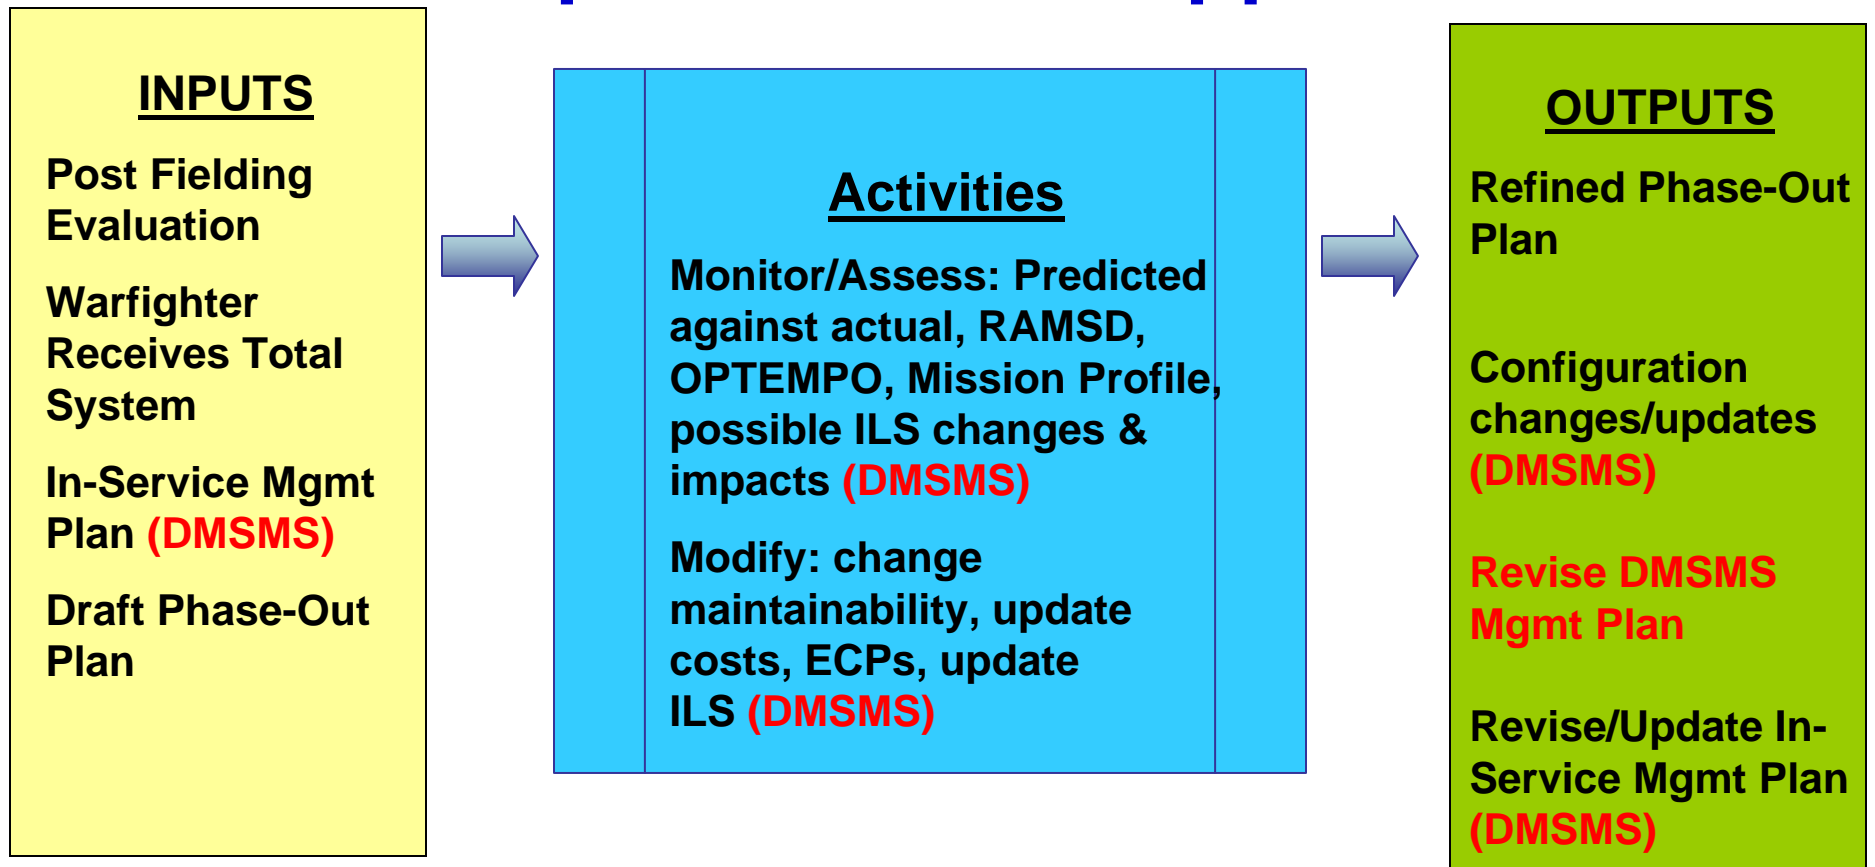 INPUTS
Post Fielding
Evaluation
Warfighter
Receives Total
System
In-Service Mgmt
Plan (DMSMS)
Draft Phase-Out
Plan
Activities
Monitor/Assess: Predicted
against actual, RAMSD,
OPTEMPO, Mission Profile,
possible ILS changes &
impacts (DMSMS)
Modify: change
maintainability, update
costs, ECPs, update
ILS (DMSMS)
OUTPUTS
Refined Phase-Out
Plan
Configuration
changes/updates
(DMSMS)
Revise DMSMS
Mgmt Plan
Revise/Update In-
Service Mgmt Plan
(DMSMS)